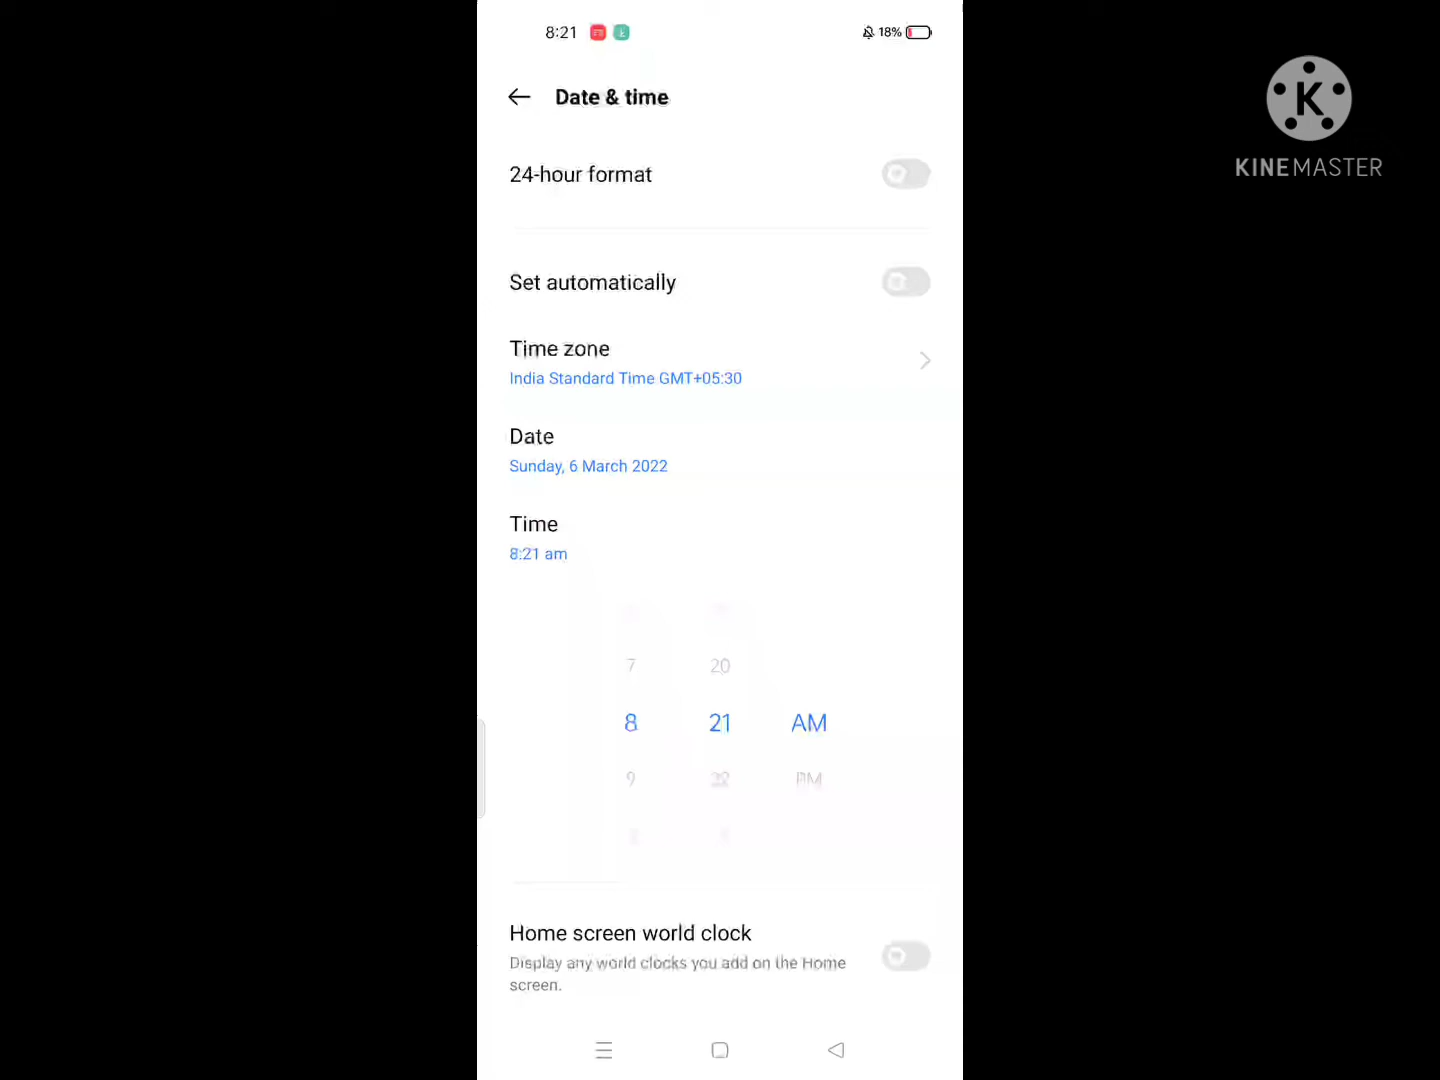 8:21
18%
Date & time
24-hour format
Set automatically
Time zone
India Standard Time GMT+05:30
Date
Sunday, 6 March 2022
Time
8:21 am
7 20
8 21 AM
9 22 PM
Home screen world clock
Display any world clocks you add on the Home
screen.
K
KINEMASTER